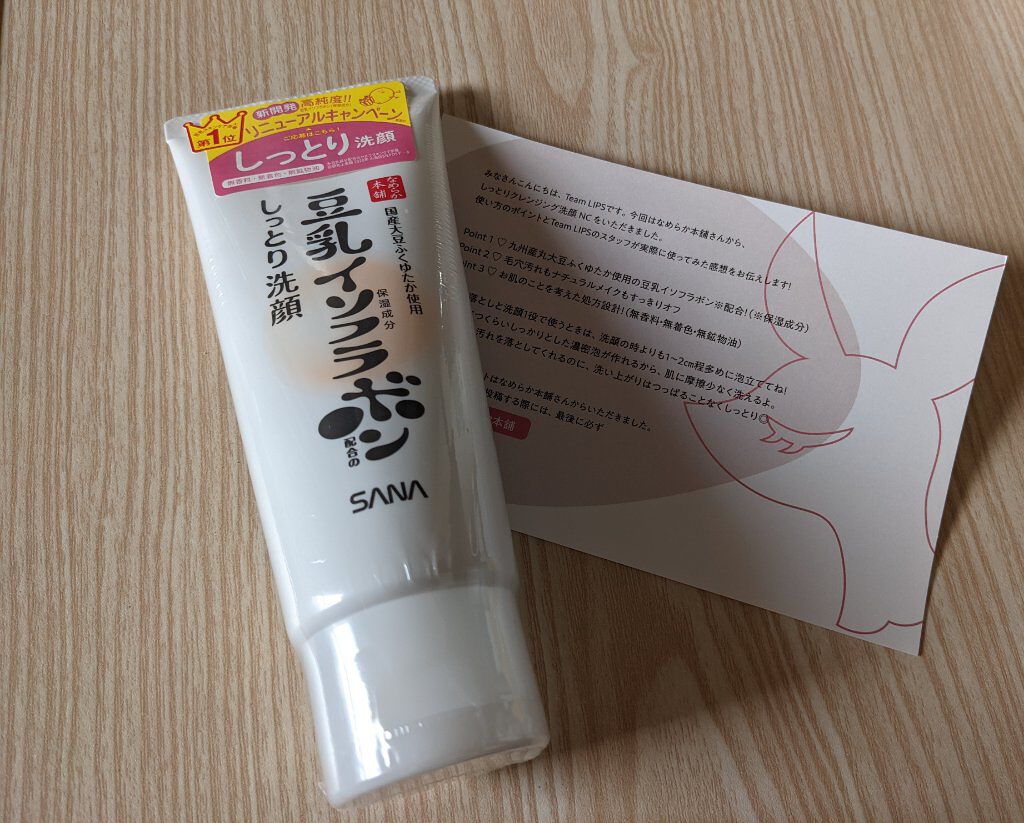 第1位
新開発
高純度!!
リニューアルキャンペーン
ご応募はこちら!
しっとり洗顔
無香料・無着色・無鉱物油
なめらか本舗
国産大豆ふくゆたか使用
豆乳イソフラボン
保湿成分
配合の
しっとり洗顔
SANA
みなさんこんにちは、Team LIPSです。今回はなめらか本舗さんから、
しっとりクレンジング洗顔 NC をいただきました。
使い方のポイントとTeam LIPSのスタッフが実際に使ってみた感想をお伝えします!
Point 1 ♡ 九州産丸大豆ふくゆたか使用の豆乳イソフラボン※配合!(※保湿成分)
Point 2 ♡ 毛穴汚れもナチュラルメイクもすっきりオフ
int 3 ♡ お肌のことを考えた処方設計!(無香料・無着色・無鉱物油)
落としと洗顔1役で使うときは、洗顔の時よりも1~2cm程多めに泡立ててね!
つくらいしっかりとした濃密泡が作れるから、肌に摩擦少なく洗えるよ。
汚れを落としてくれるのに、洗い上がりはつっぱることなくしっとり☺
トはなめらか本舗さんからいただきました。
投稿する際には、最後に必ず
本舗